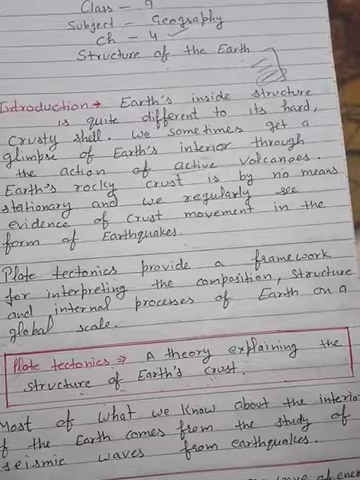 Class - 9
Subject - Geography
Ch - 4
Structure of the Earth
Introduction → Earth's inside structure
is quite different to its hard,
crusty shell. We sometimes get a
glimpse of Earth's interior through
the action of active volcanoes.
Earth's rocky crust is by no means
stationary and we regularly see
evidence of crust movement in the
form of Earthquakes.
Plate tectonics provide a framework
for interpreting the composition, structure
and internal processes of Earth on a
global scale.
Plate tectonics ⇒ A theory explaining the
structure of Earth's crust.
Most of what we know about the interior
of the Earth comes from the study of
seismic waves from earthquakes.